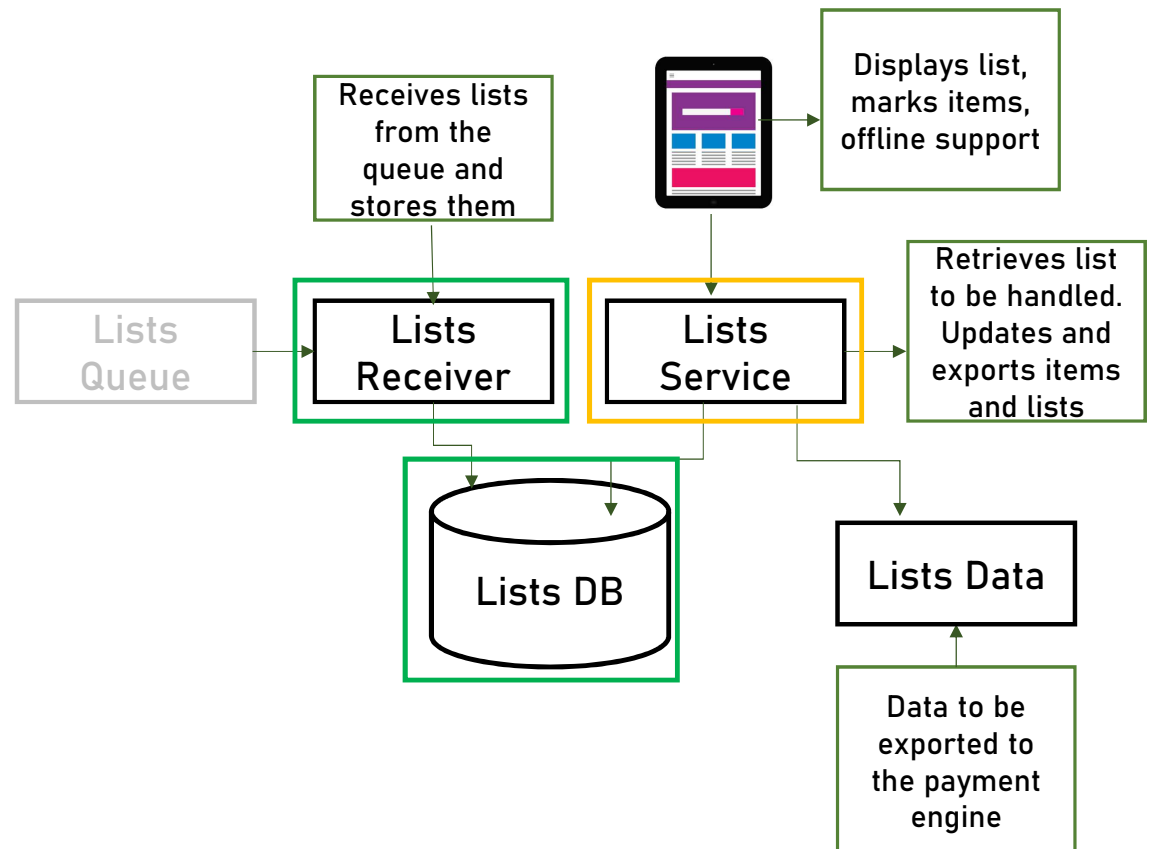 Receives lists
from the
queue and
stores them
Displays list,
marks items,
offline support
Lists
Queue
Lists
Receiver
Lists
Service
Retrieves list
to be handled.
Updates and
exports items
and lists
Lists DB
Lists Data
Data to be
exported to
the payment
engine